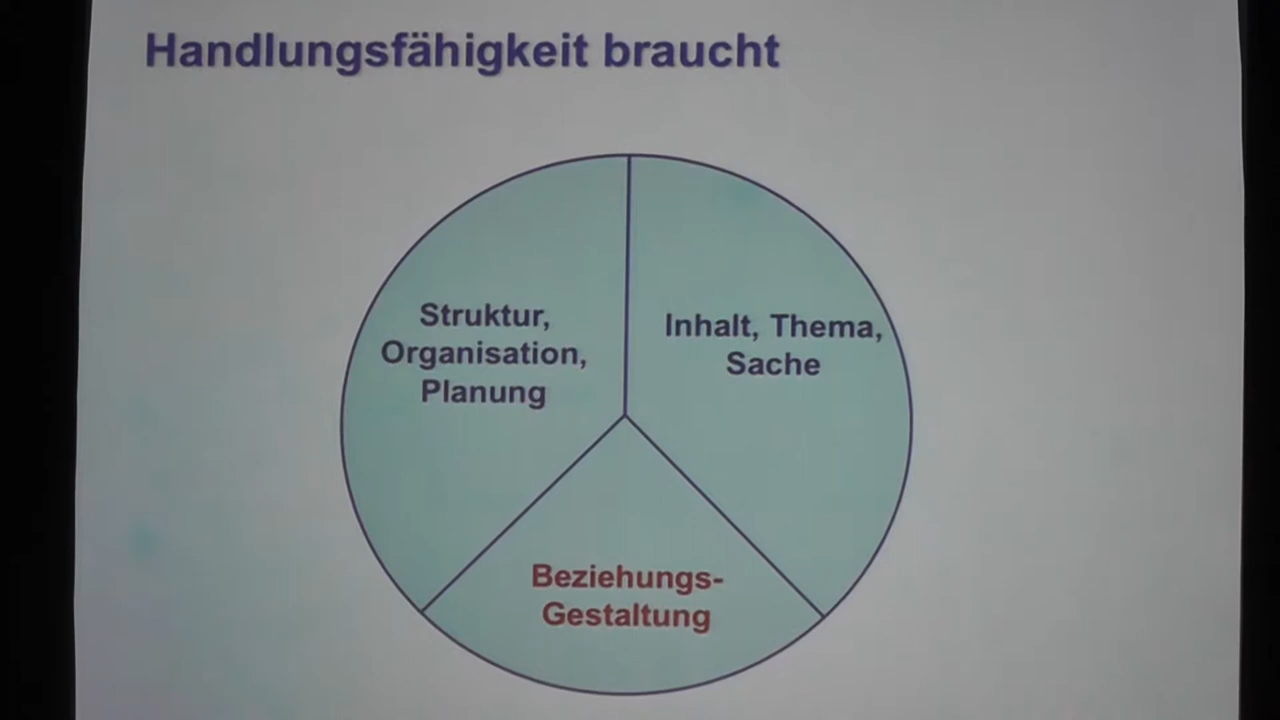 Handlungsfähigkeit braucht
Struktur,
Organisation,
Planung
Inhalt, Thema,
Sache
Beziehungs-
Gestaltung